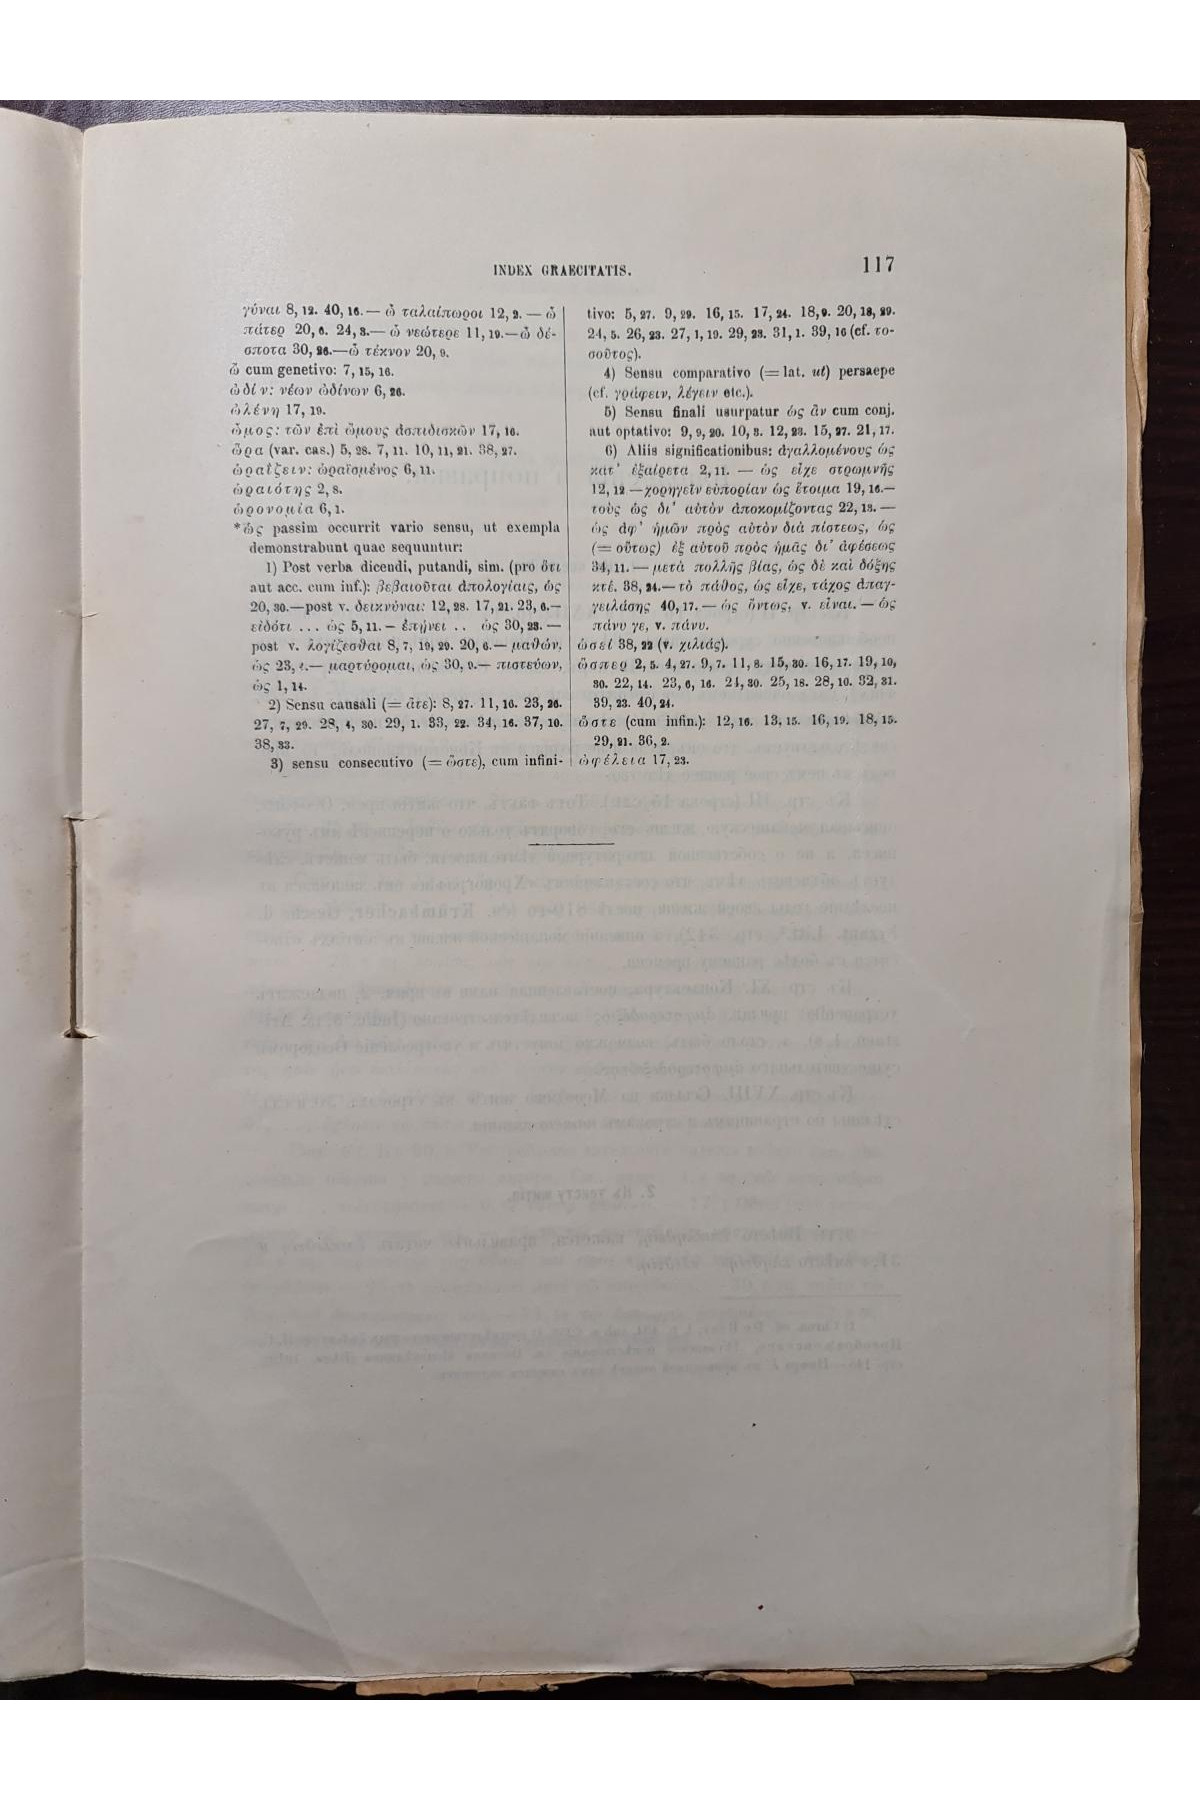 INDEX GRAECITATIS. 117
γύναι 8, 12. 40, 16.— ὦ ταλαίπωροι 12, 2. — ὦ
πάτερ 20, 6. 24, 3.— ὦ νεώτερε 11, 19.—ὦ δέ-
σποτα 30, 26.—ὦ τέκνον 20, 9.
ὦ cum genetivo: 7, 15, 16.
ὠδίν: νέων ὠδίνων 6, 26.
ὠλένη 17, 19.
ὦμος: τῶν ἐπὶ ὤμους ἀσπιδισκῶν 17, 16.
ὥρα (var. cas.) 5, 28. 7, 11. 10, 11, 21. 38, 27.
ὡραΐζειν: ὡραϊσμένος 6, 11.
ὡραιότης 2, 8.
ὡρονομία 6, 1.
*ὡς passim occurrit vario sensu, ut exempla
demonstrabunt quae sequuntur:
1) Post verba dicendi, putandi, sim. (pro ὅτι
aut acc. cum inf.): βεβαιοῦται ἀπολογίαις, ὡς
20, 30.—post v. δεικνύναι: 12, 28. 17, 21. 23, 6.—
εἰδότι ... ὡς 5, 11. – ἐπῄνει .. ὡς 30, 23. —
post v. λογίζεσθαι 8, 7, 19, 29. 20, 6.— μαθών,
ὡς 23, — μαρτύρομαι, ὡς 30, 9.— πιστεύων,
ὡς 1, 14.
2) Sensu causali (= ἅτε): 8, 27. 11, 16. 23, 26.
27, 7, 29. 28, 4, 30. 29, 1. 33, 22. 34, 16. 37, 10.
38, 33.
3) sensu consecutivo (= ὥστε), cum infini-
tivo: 5, 27. 9, 29. 16, 15. 17, 24. 18, 9. 20, 18, 29.
24, 5. 26, 23. 27, 1, 19. 29, 23. 31, 1. 39, 16 (cf. το-
σοῦτος).
4) Sensu comparativo (= lat. ut) persaepe
(cf. γράφειν, λέγειν etc.).
5) Sensu finali usurpatur ὡς ἂν cum conj.
aut optativo: 9, 9, 20. 10, 3. 12, 23. 15, 27. 21, 17.
6) Aliis significationibus: ἀγαλλομένους ὡς
κατ’ ἐξαίρετα 2, 11. — ὡς εἶχε στρωμνῆς
12, 12 — χορηγεῖν εὐπορίαν ὡς ἕτοιμα 19, 16.—
τοὺς ὡς δι’ αὐτὸν ἀποκομίζοντας 22, 13. —
ὡς ἀφ’ ἡμῶν πρὸς αὐτὸν διὰ πίστεως, ὡς
(= οὕτως) ἐξ αὐτοῦ πρὸς ἡμᾶς δι’ ἀφέσεως
34, 11. — μετὰ πολλῆς βίας, ὡς δὲ καὶ δόξης
κτέ. 38, 24.— τὸ πάθος, ὡς εἶχε, τάχος ἀπαγ-
γειλάσης 40, 17. — ὡς ὄντως, v. εἶναι. — ὡς
πάνυ γε, v. πάνυ.
ὡσεί 38, 22 (v. χιλιάς).
ὥσπερ 2, 5. 4, 27. 9, 7. 11, 8. 15, 30. 16, 17. 19, 10,
30. 22, 14. 23, 6, 16. 24, 30. 25, 18. 28, 10. 32, 31.
39, 23. 40, 24.
ὥστε (cum infin.): 12, 16. 13, 15. 16, 19. 18, 15.
29, 21. 36, 2.
ὠφέλεια 17, 23.